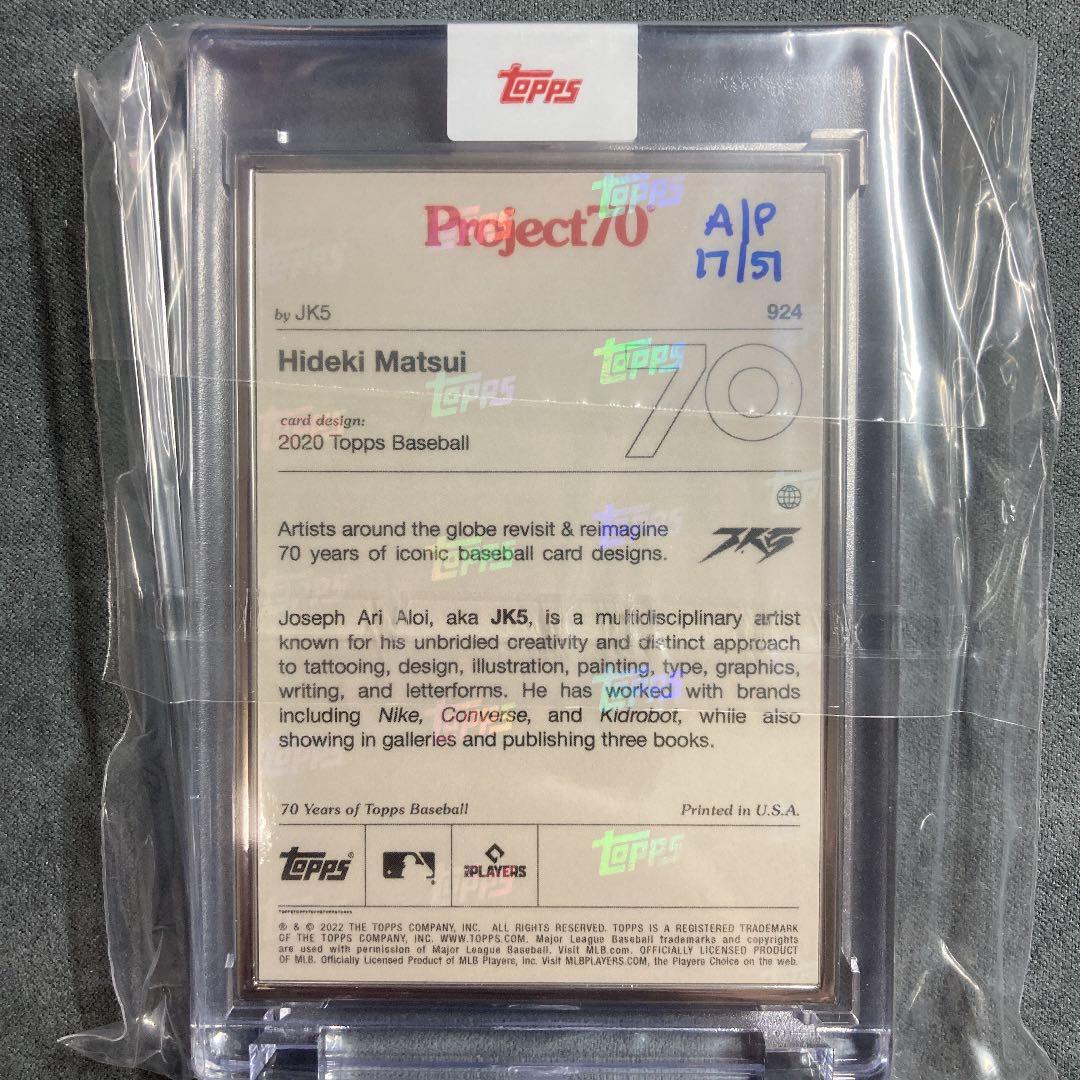 Topps
Project70
A/P
17/51
by JK5
924
Hideki Matsui
70
card design:
2020 Topps Baseball
Artists around the globe revisit & reimagine
70 years of iconic baseball card designs.
JK5
Joseph Ari Aloi, aka JK5, is a multidisciplinary artist
known for his unbridled creativity and distinct approach
to tattooing, design, illustration, painting, type, graphics,
writing, and letterforms. He has worked with brands
including Nike, Converse, and Kidrobot, while also
showing in galleries and publishing three books.
70 Years of Topps Baseball
Printed in U.S.A.
Topps
PLAYERS
® & © 2022 THE TOPPS COMPANY, INC. ALL RIGHTS RESERVED. TOPPS IS A REGISTERED TRADEMARK
OF THE TOPPS COMPANY, INC. WWW.TOPPS.COM. Major League Baseball trademarks and copyrights
are used with permission of Major League Baseball. Visit MLB.com. OFFICIALLY LICENSED PRODUCT
OF MLB. Officially Licensed Product of MLB Players, Inc. Visit MLBPLAYERS.COM, the Players Choice on the web.